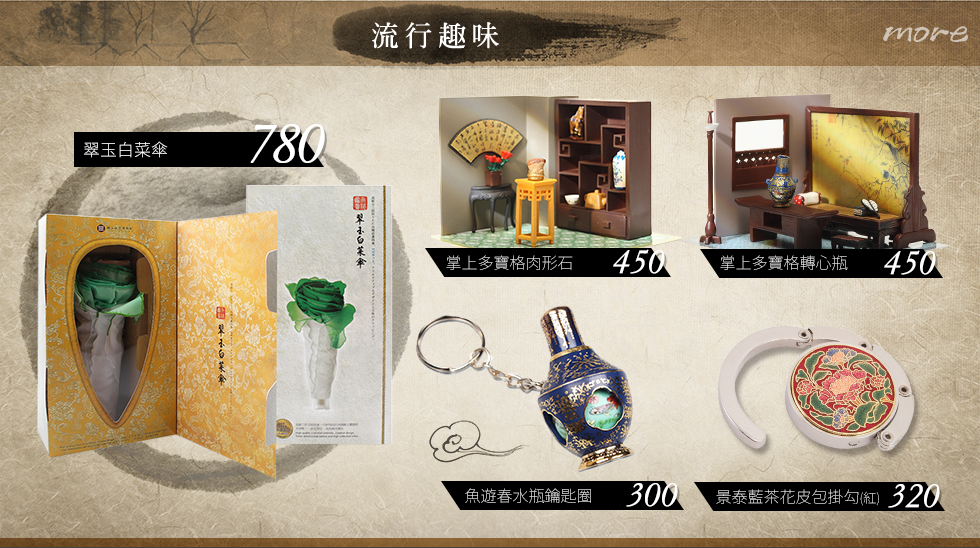 流行趣味
more
翠玉白菜傘 780
翠玉白菜傘
翠玉白菜傘
掌上多寶格肉形石 450
掌上多寶格轉心瓶 450
魚遊春水瓶鑰匙圈 300
景泰藍茶花皮包掛勾(紅) 320